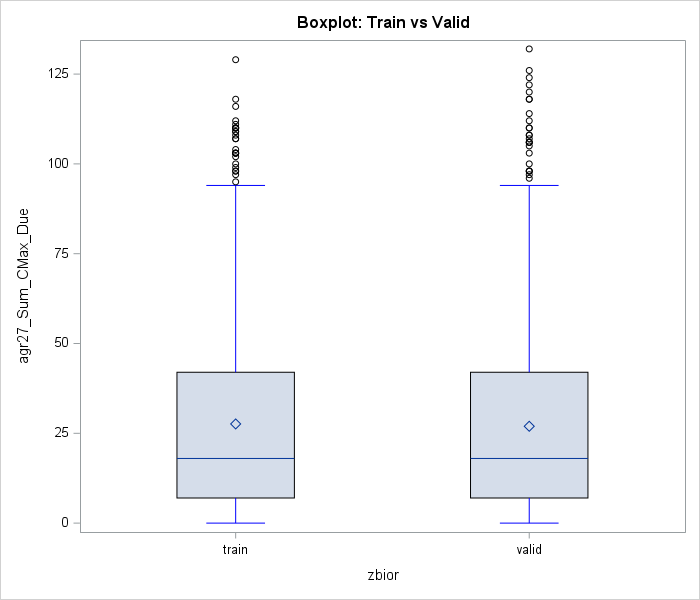 Boxplot: Train vs Valid
125
100
75
50
25
0
agr27_Sum_CMax_Due
train
valid
zbior